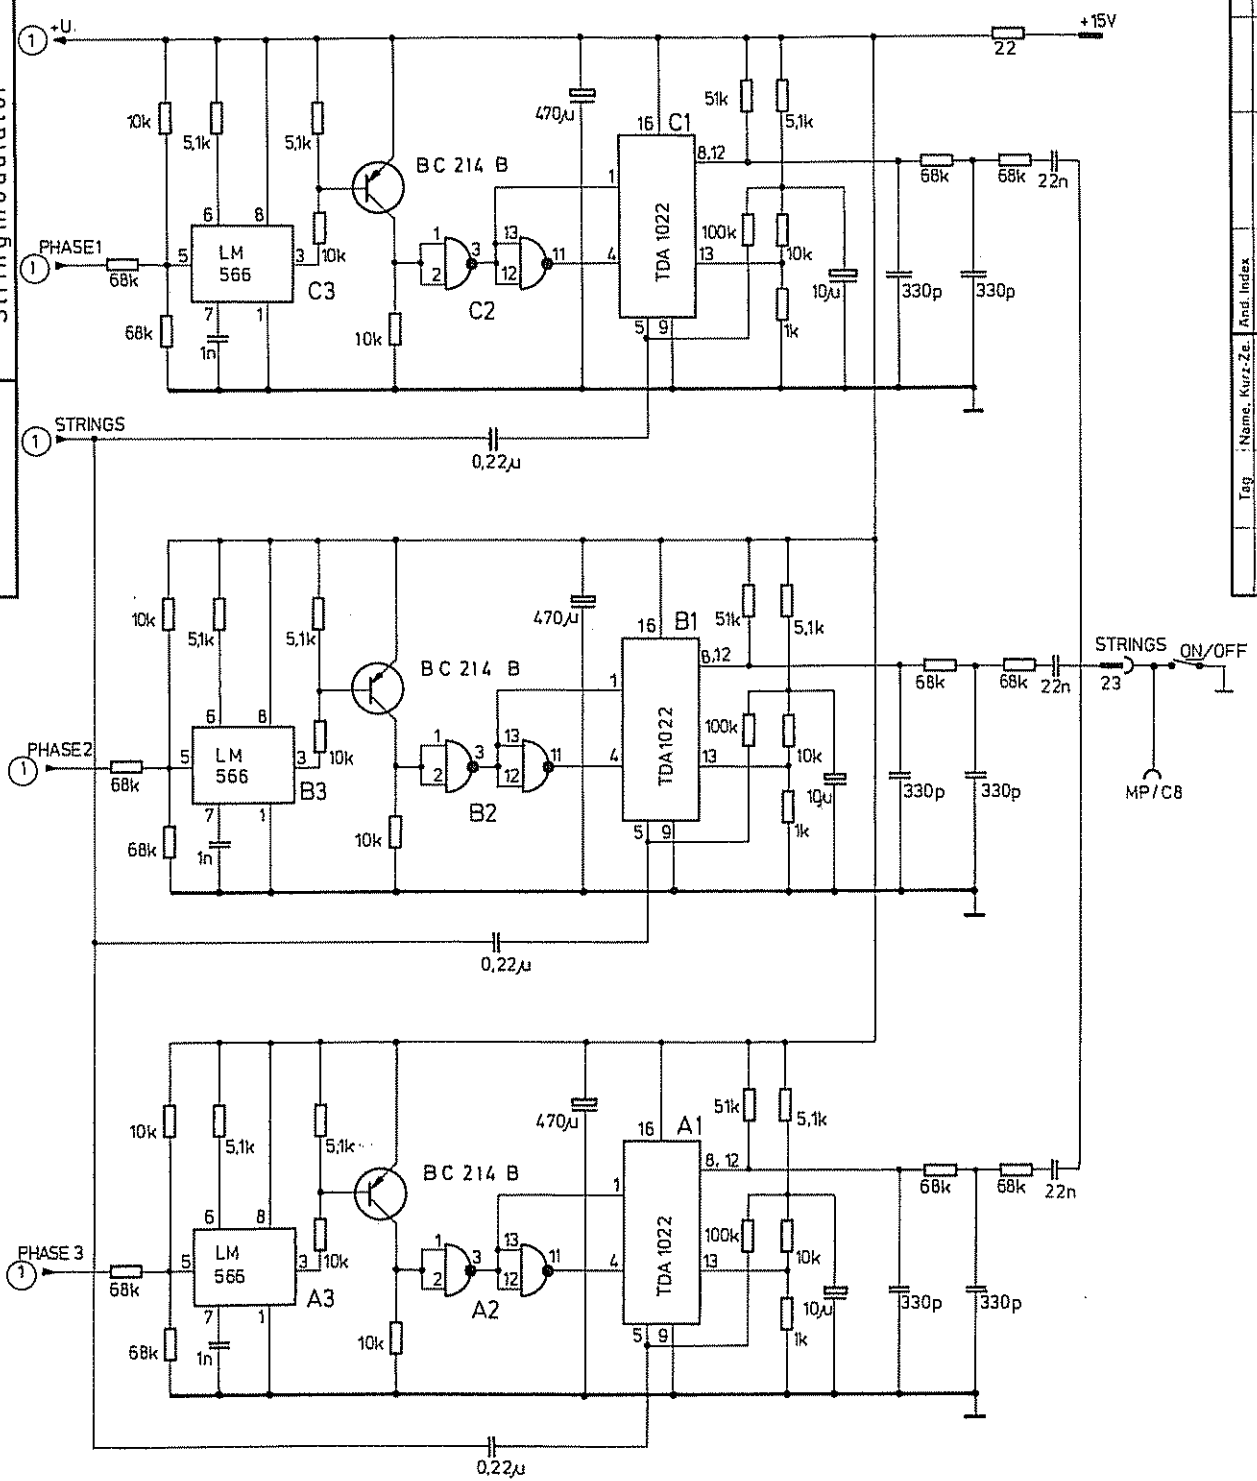 Stringmodulator
1 +U.
+15V
22
10k 5,1k 5,1k 470µ 51k 5,1k
16 C1
BC 214 B
8,12
68k 68k 22n
1
6 8
PHASE1
1
68k
5 LM 566 3
10k
C3
1 3 13 11
2 12
C2
4 TDA 1022 13
100k 10k
10µ 330p 330p
7 1
68k 1n 10k
5 9
1k
STRINGS
1
0,22µ
10k 5,1k 5,1k 470µ 51k 5,1k
16 B1
BC 214 B
8,12
68k 68k 22n
STRINGS ON/OFF
23
1
6 8
PHASE2
1
68k
5 LM 566 3
10k
B3
1 3 13 11
2 12
B2
4 TDA 1022 13
100k 10k
10µ 330p 330p
MP/C8
7 1
68k 1n 10k
5 9
1k
0,22µ
10k 5,1k 5,1k 470µ 51k 5,1k
16 A1
BC 214 B
8, 12
68k 68k 22n
1
6 8
PHASE 3
1
68k
5 LM 566 3
10k
A3
1 3 13 11
2 12
A2
4 TDA 1022 13
100k 10k
10µ 330p 330p
7 1
68k 1n 10k
5 9
1k
0,22µ
Tag Name, Kurz-Ze. Änd. Index